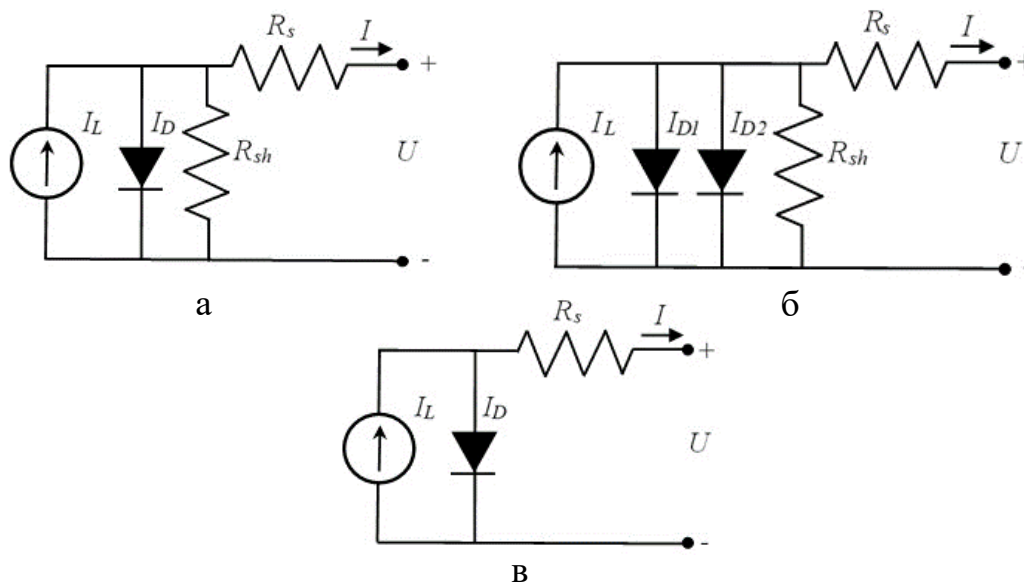 R_s I
+
I_L I_D R_sh U
-
а
R_s I
+
I_L I_D1 I_D2 R_sh U
-
б
R_s I
+
I_L I_D U
-
в